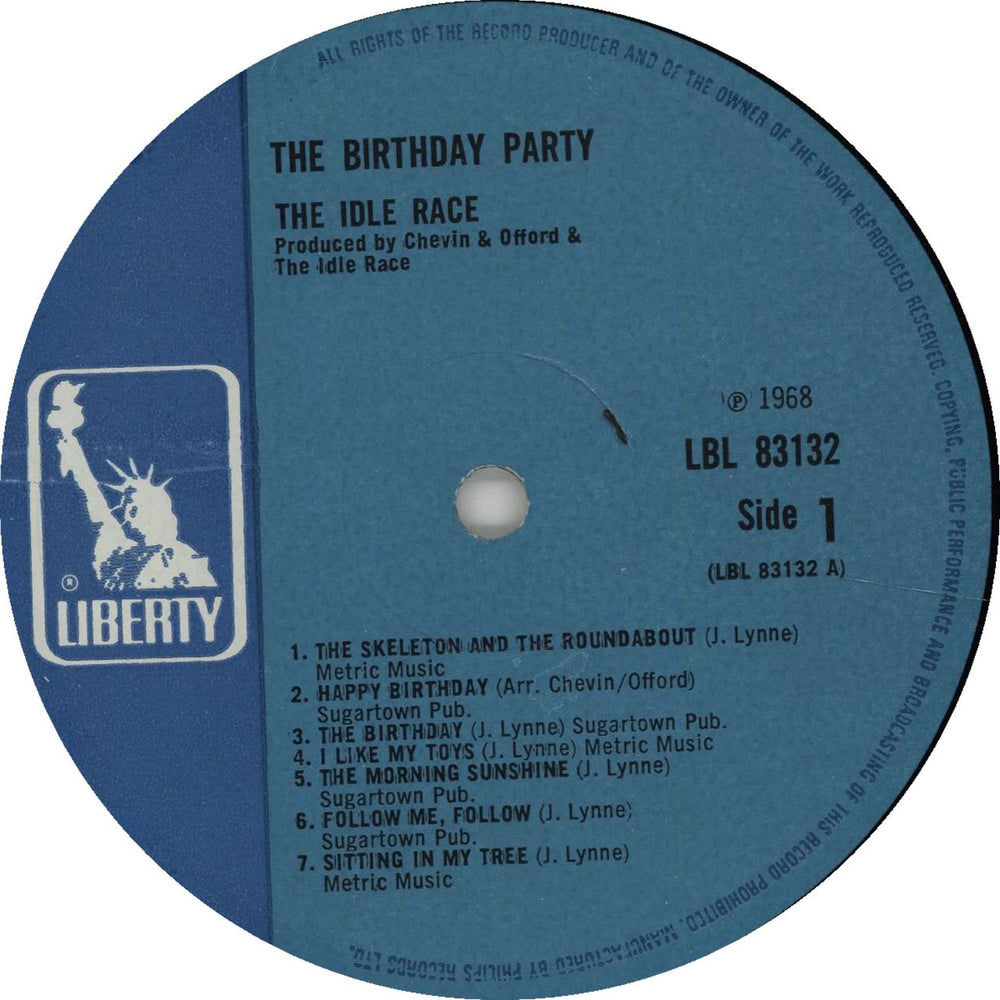 ALL RIGHTS OF THE RECORD PRODUCER AND OF THE OWNER OF THE WORK REPRODUCED RESERVED. COPYING, PUBLIC PERFORMANCE AND BROADCASTING OF THIS RECORD PROHIBITED. MANUFACTURED BY PHILIPS RECORDS LTD.
THE BIRTHDAY PARTY
THE IDLE RACE
Produced by Chevin & Offord &
The Idle Race
℗ 1968
LBL 83132
Side 1
(LBL 83132 A)
®
LIBERTY
1. THE SKELETON AND THE ROUNDABOUT (J. Lynne)
Metric Music
2. HAPPY BIRTHDAY (Arr. Chevin/Offord)
Sugartown Pub.
3. THE BIRTHDAY (J. Lynne) Sugartown Pub.
4. I LIKE MY TOYS (J. Lynne) Metric Music
5. THE MORNING SUNSHINE (J. Lynne)
Sugartown Pub.
6. FOLLOW ME, FOLLOW (J. Lynne)
Sugartown Pub.
7. SITTING IN MY TREE (J. Lynne)
Metric Music